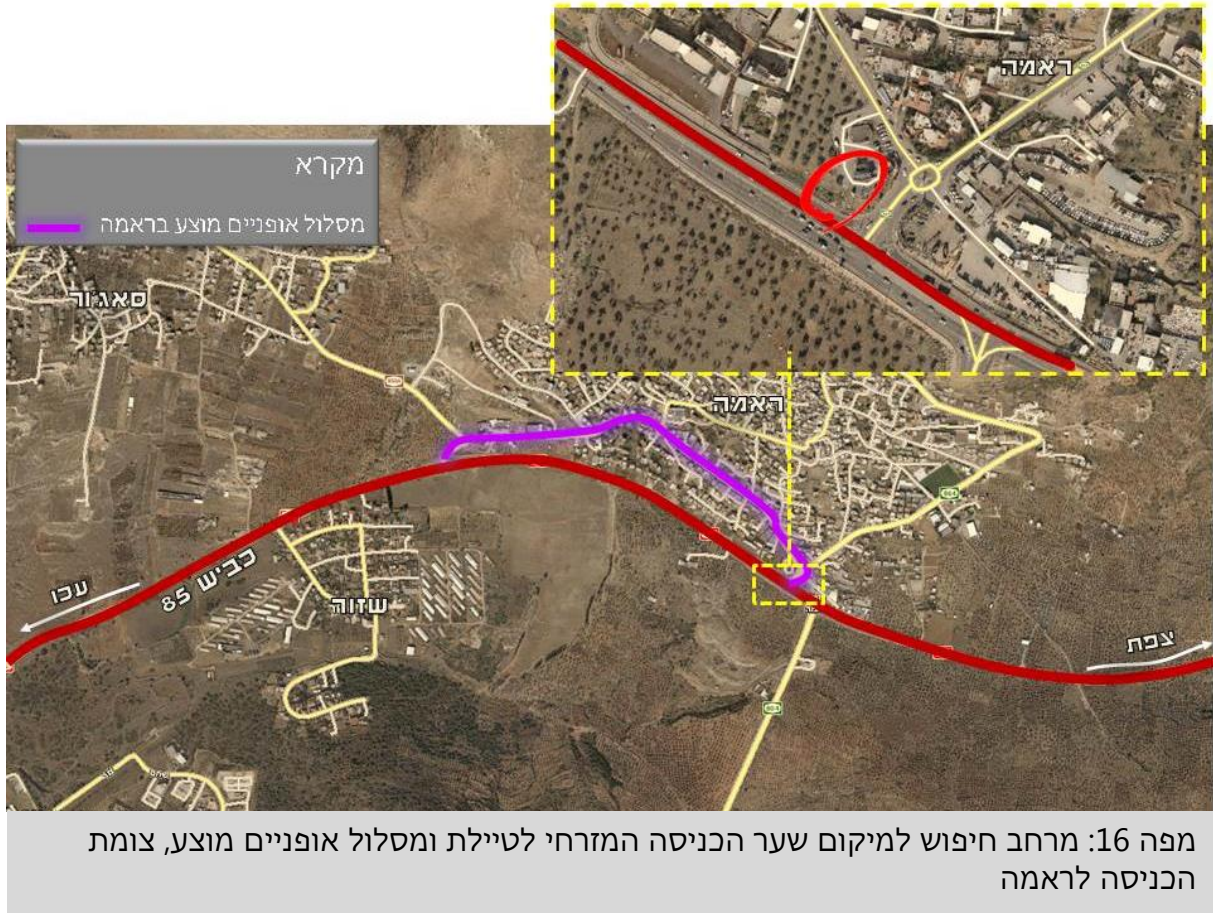 ראמה
מקרא
מסלול אופניים מוצע בראמה
סאג'ור
ראמה
כביש 85
עכו
שזור
צפת
מפה 16: מרחב חיפוש למיקום שער הכניסה המזרחי לטיילת ומסלול אופניים מוצע, צומת
הכניסה לראמה